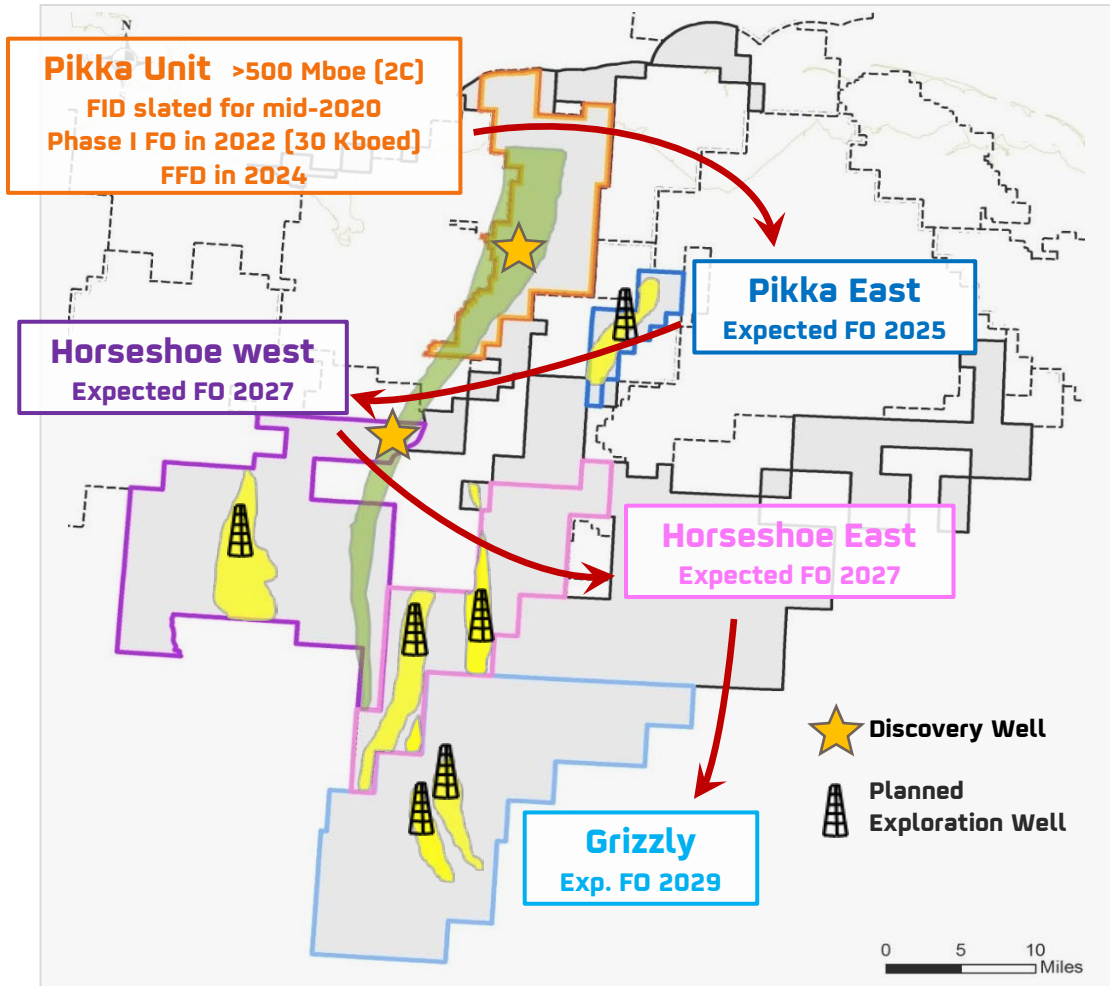 N
Pikka Unit >500 Mboe (2C)
FID slated for mid-2020
Phase I FO in 2022 (30 Kboed)
FFD in 2024
Pikka East
Expected FO 2025
Horseshoe west
Expected FO 2027
Horseshoe East
Expected FO 2027
Discovery Well
Planned
Exploration Well
Grizzly
Exp. FO 2029
0 5 10
Miles